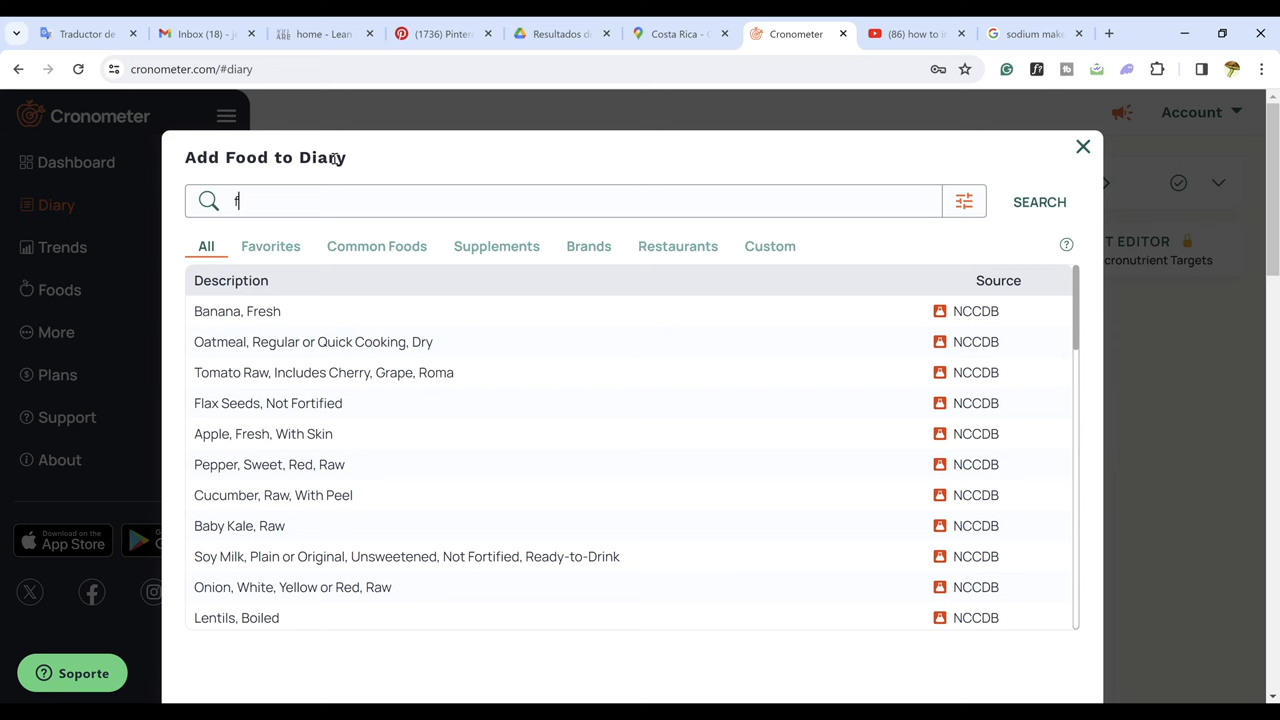 Traductor de
Inbox (18) - j
home - Lean
(1736) Pinter
Resultados d
Costa Rica - G
Cronometer
(86) how to i
sodium make
cronometer.com/#diary
Cronometer
Account
Dashboard
Diary
Trends
Foods
More
Plans
Support
About
Download on the
App Store
Soporte
T EDITOR
cronutrient Targets
Add Food to Diary
f
SEARCH
All
Favorites
Common Foods
Supplements
Brands
Restaurants
Custom
Description
Source
Banana, Fresh
NCCDB
Oatmeal, Regular or Quick Cooking, Dry
NCCDB
Tomato Raw, Includes Cherry, Grape, Roma
NCCDB
Flax Seeds, Not Fortified
NCCDB
Apple, Fresh, With Skin
NCCDB
Pepper, Sweet, Red, Raw
NCCDB
Cucumber, Raw, With Peel
NCCDB
Baby Kale, Raw
NCCDB
Soy Milk, Plain or Original, Unsweetened, Not Fortified, Ready-to-Drink
NCCDB
Onion, White, Yellow or Red, Raw
NCCDB
Lentils, Boiled
NCCDB